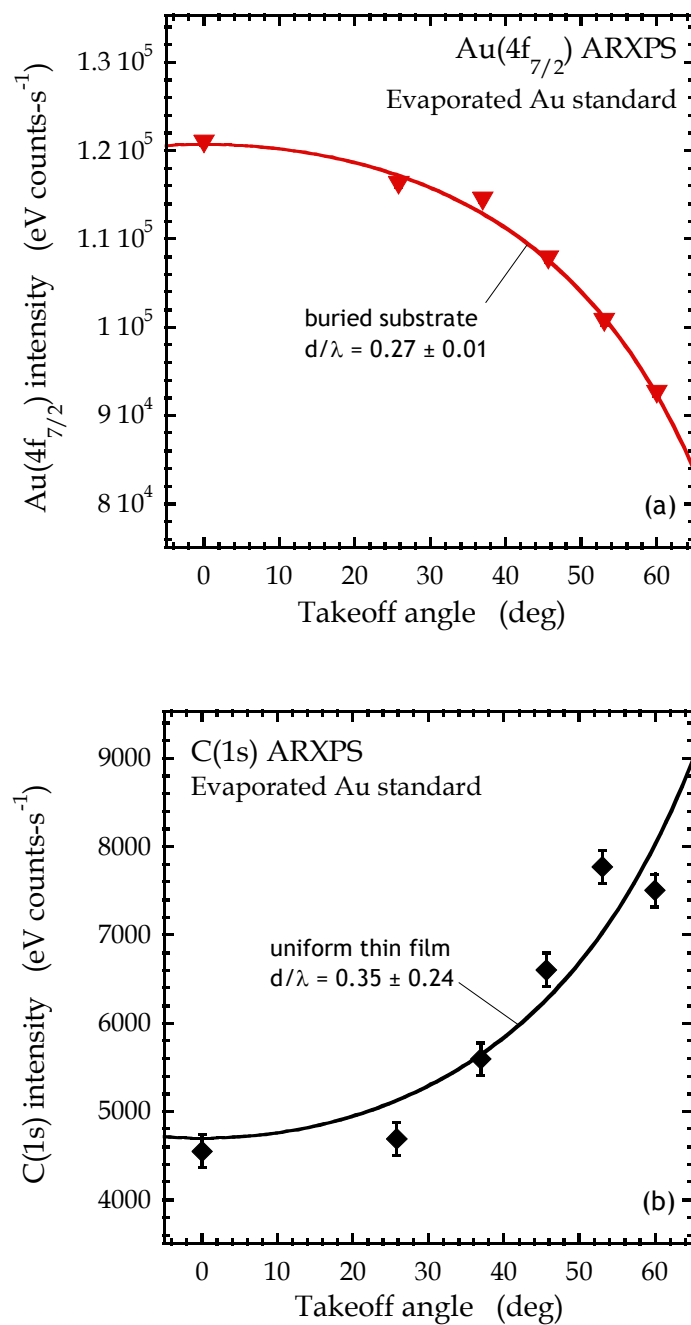 Au(4f7/2) ARXPS
Evaporated Au standard
1.3 10^5
1.2 10^5
1.1 10^5
1 10^5
9 10^4
8 10^4
Au(4f7/2) intensity (eV counts-s^-1)
buried substrate
d/λ = 0.27 ± 0.01
(a)
0 10 20 30 40 50 60
Takeoff angle (deg)
C(1s) ARXPS
Evaporated Au standard
9000
8000
7000
6000
5000
4000
C(1s) intensity (eV counts-s^-1)
uniform thin film
d/λ = 0.35 ± 0.24
(b)
0 10 20 30 40 50 60
Takeoff angle (deg)